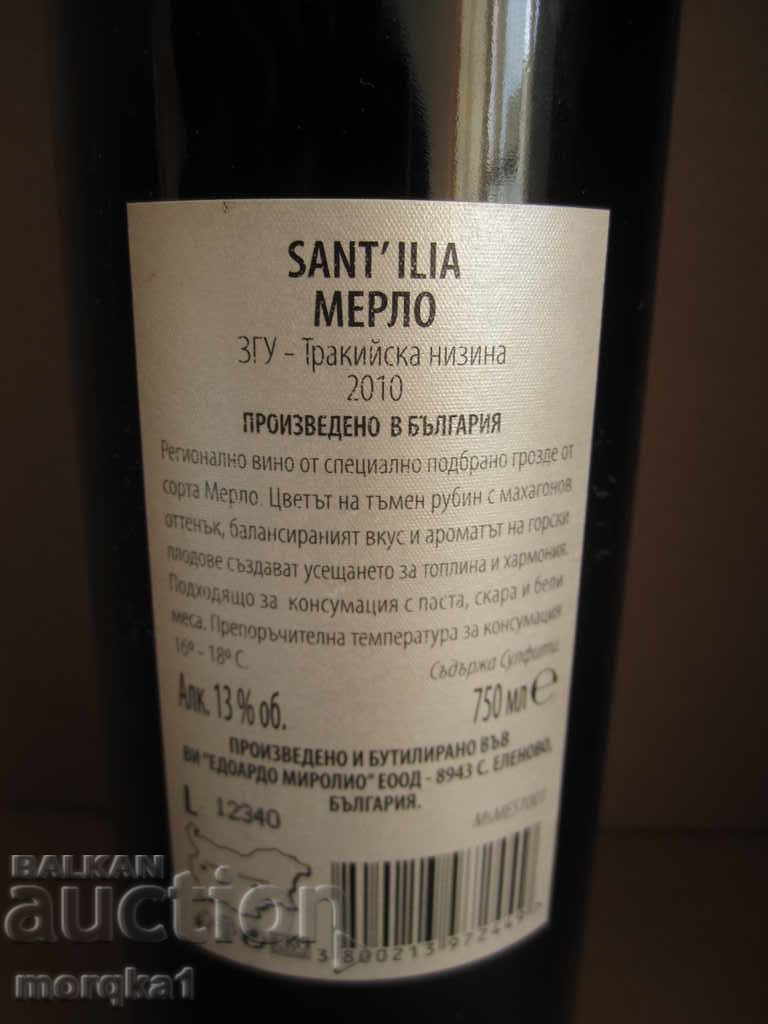 SANT' ILIA
МЕРЛО
ЗГУ – Тракийска низина
2010
ПРОИЗВЕДЕНО В БЪЛГАРИЯ
Регионално вино от специално подбрано грозде от
сорта Мерло. Цветът на тъмен рубин с махагонов
оттенък, балансираният вкус и ароматът на горски
плодове създават усещането за топлина и хармония.
Подходящо за консумация с паста, скара и бели
меса. Препоръчителна температура за консумация
16º - 18º C.
Съдържа Сулфити.
Алк. 13 % об.
750 мл ℮
ПРОИЗВЕДЕНО И БУТИЛИРАНО ВЪВ
ВИ "ЕДОАРДО МИРОЛИО" ЕООД - 8943 С. ЕЛЕНОВО,
БЪЛГАРИЯ.
L 12340
BALKAN
auction
morqka1